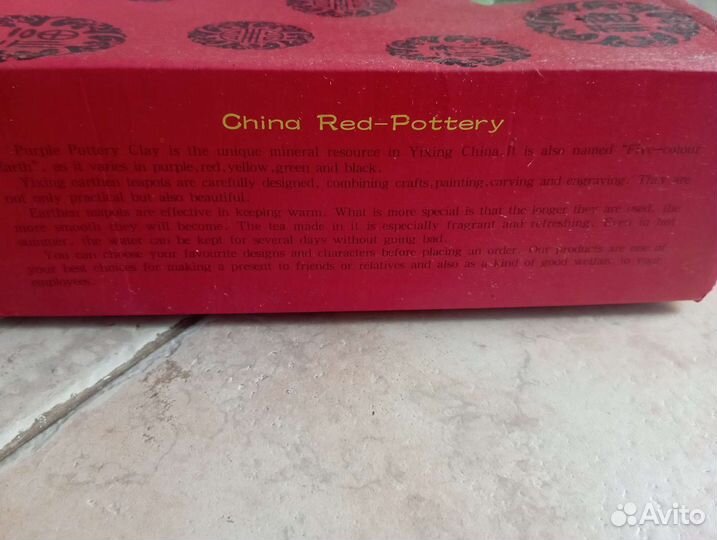 China Red-Pottery
Purple Pottery Clay is the unique mineral resource in Yixing China.It is also named "Five-colour
Earth", as it varies in purple,red,yellow,green and black.
Yixing earthen teapols are carefully designed, combining crafts,painting,carving and engraving. They are
not only practical but also beautiful.
Earthen teapols are effective in keeping warm. What is more special is that the longer they are used, the
more smooth they will become. The tea made in it is especially fragrant and refreshing. Even in hot
summer, the water can be kept for several days without going bad.
You can choose your favourite designs and characters before placing an order. Our products are one of
your best choices for making a present to friends or relatives and also as a kind of good welfare to your
employees.
Avito